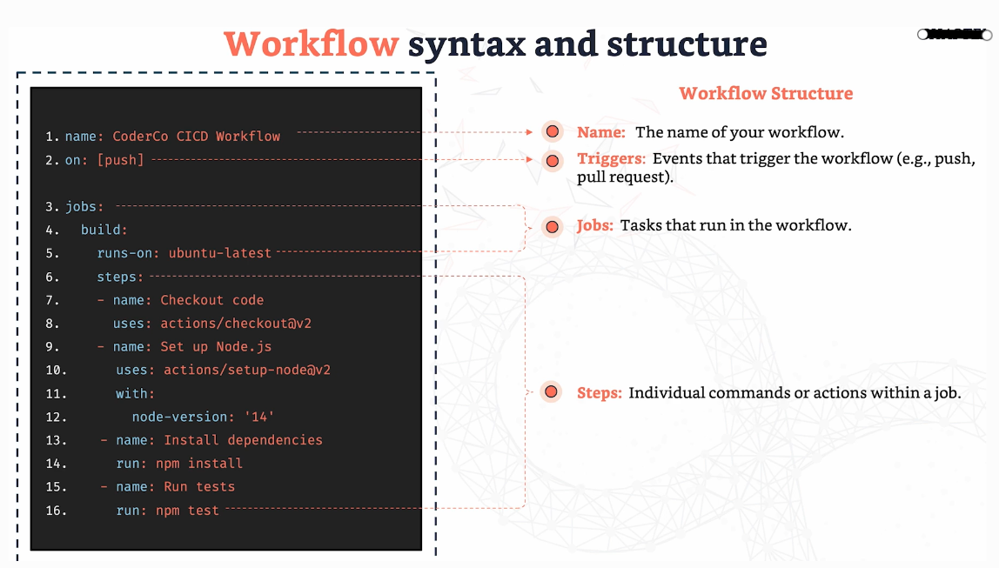 Workflow syntax and structure
1. name: CoderCo CICD Workflow
2. on: [push]
3. jobs:
4. build:
5. runs-on: ubuntu-latest
6. steps:
7. - name: Checkout code
8. uses: actions/checkout@v2
9. - name: Set up Node.js
10. uses: actions/setup-node@v2
11. with:
12. node-version: '14'
13. - name: Install dependencies
14. run: npm install
15. - name: Run tests
16. run: npm test
Workflow Structure
Name: The name of your workflow.
Triggers: Events that trigger the workflow (e.g., push,
pull request).
Jobs: Tasks that run in the workflow.
Steps: Individual commands or actions within a job.